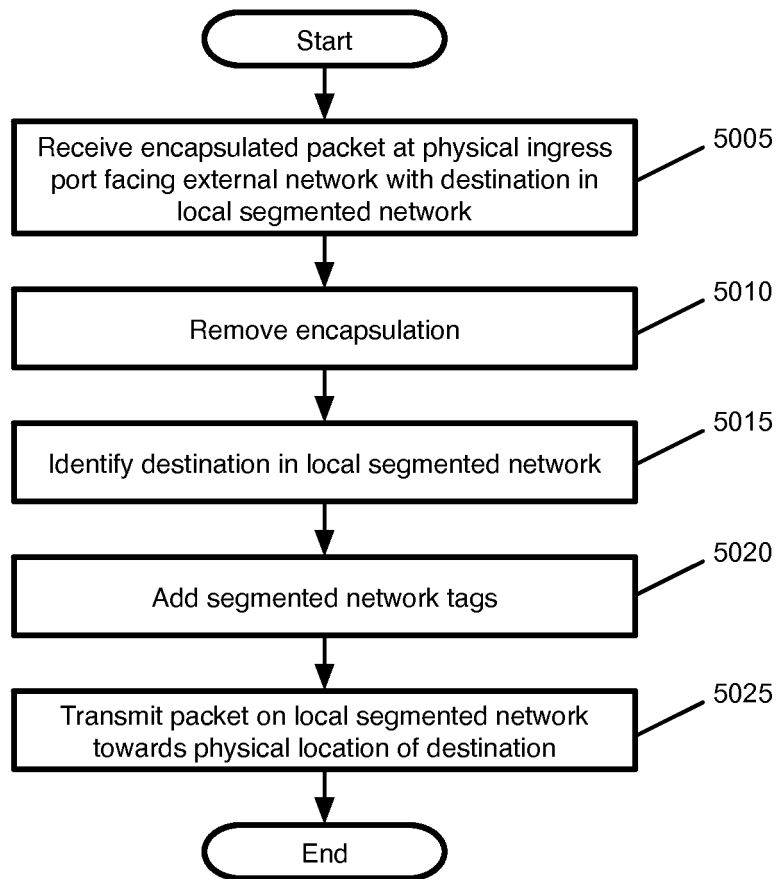 Start
Receive encapsulated packet at physical ingress
port facing external network with destination in
local segmented network
5005
Remove encapsulation
5010
Identify destination in local segmented network
5015
Add segmented network tags
5020
Transmit packet on local segmented network
towards physical location of destination
5025
End